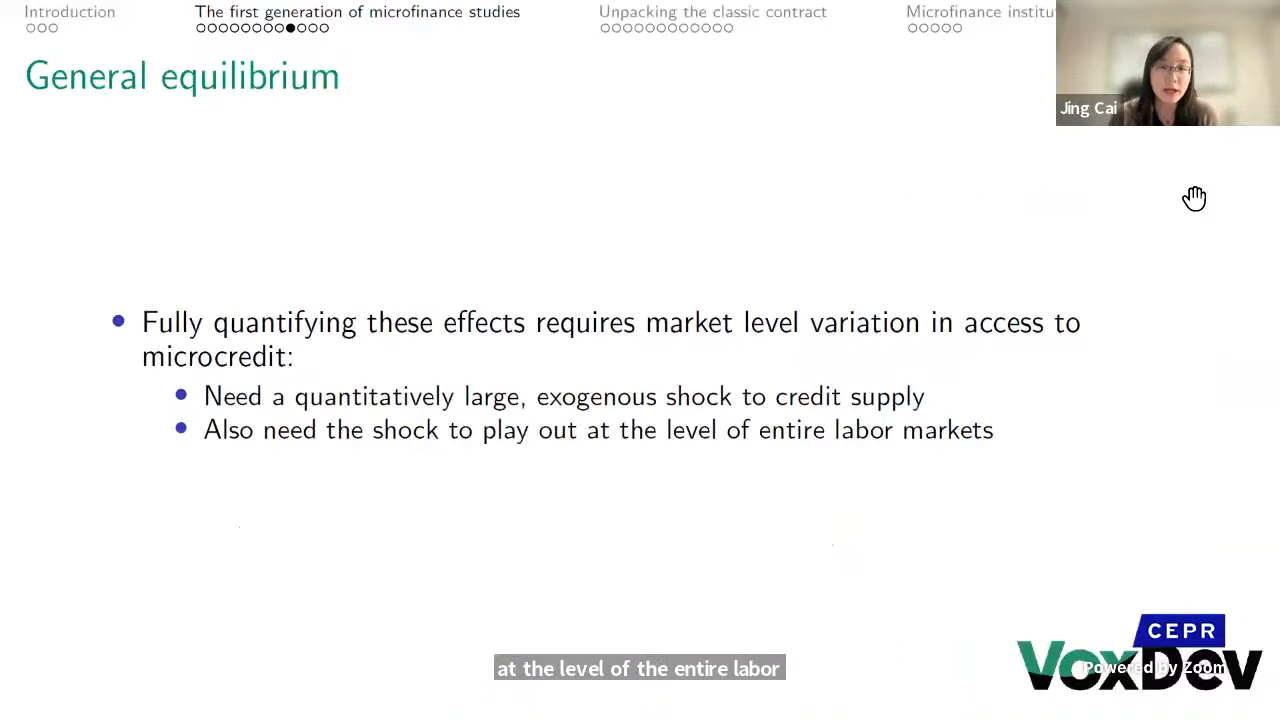 Introduction
The first generation of microfinance studies
Unpacking the classic contract
Microfinance institu
General equilibrium
Jing Cai
• Fully quantifying these effects requires market level variation in access to
microcredit:
• Need a quantitatively large, exogenous shock to credit supply
• Also need the shock to play out at the level of entire labor markets
at the level of the entire labor
CEPR
VoxDev
Powered by Zoom